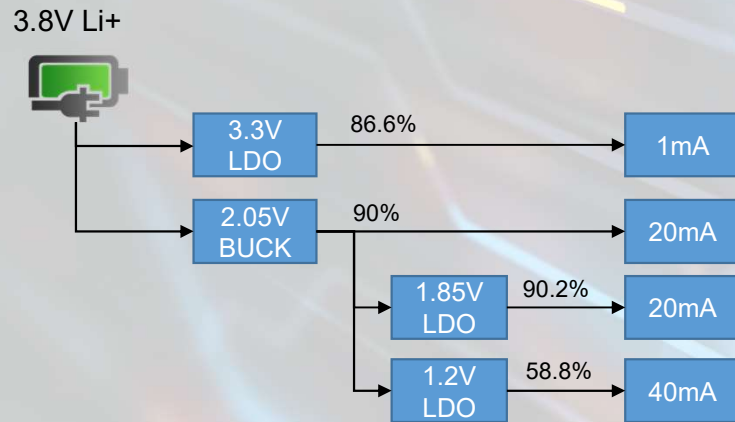 3.8V Li+
3.3V
LDO
86.6%
1mA
2.05V
BUCK
90%
20mA
1.85V
LDO
90.2%
20mA
1.2V
LDO
58.8%
40mA